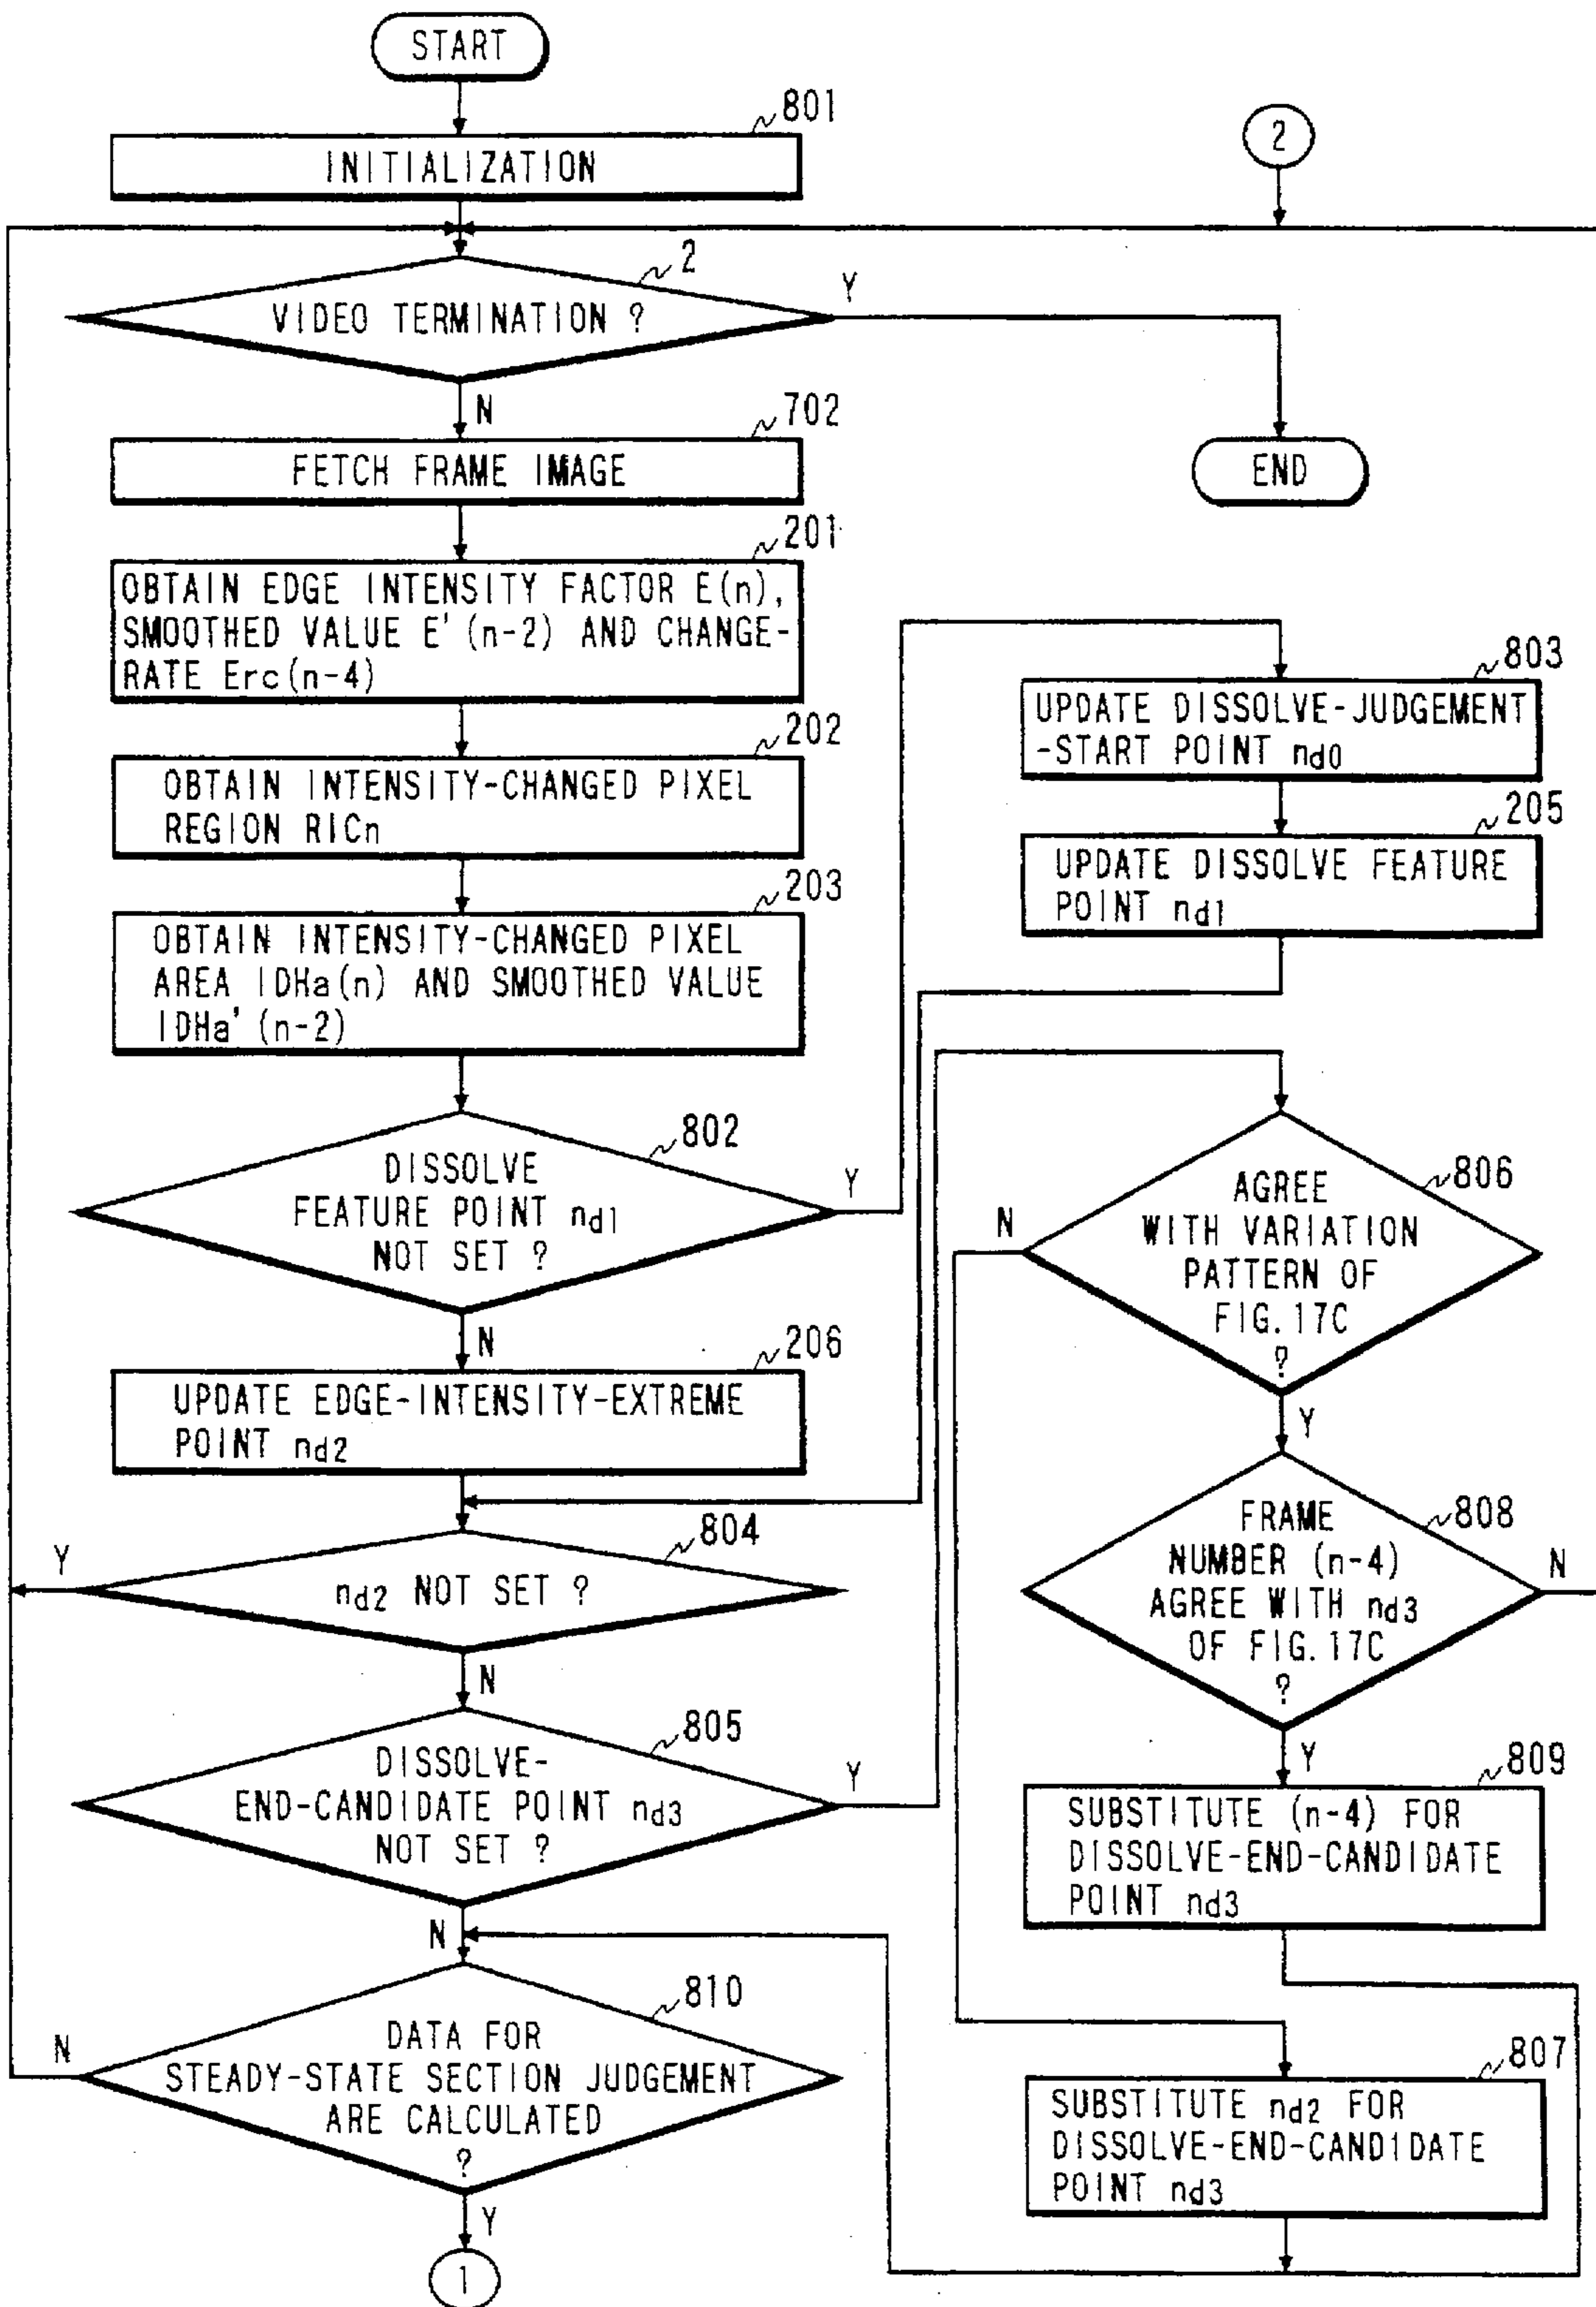 START
801
INITIALIZATION
2
2
VIDEO TERMINATION ?
Y
N
702
FETCH FRAME IMAGE
END
201
OBTAIN EDGE INTENSITY FACTOR E(n),
SMOOTHED VALUE E'(n-2) AND CHANGE-
RATE Erc(n-4)
202
OBTAIN INTENSITY-CHANGED PIXEL
REGION RICn
203
OBTAIN INTENSITY-CHANGED PIXEL
AREA IDHa(n) AND SMOOTHED VALUE
IDHa'(n-2)
802
DISSOLVE
FEATURE POINT nd1
NOT SET ?
Y
N
206
UPDATE EDGE-INTENSITY-EXTREME
POINT nd2
804
Y
nd2 NOT SET ?
N
805
DISSOLVE-
END-CANDIDATE POINT nd3
NOT SET ?
Y
N
810
N
DATA FOR
STEADY-STATE SECTION JUDGEMENT
ARE CALCULATED
?
Y
1
803
UPDATE DISSOLVE-JUDGEMENT
-START POINT nd0
205
UPDATE DISSOLVE FEATURE
POINT nd1
806
N
AGREE
WITH VARIATION
PATTERN OF
FIG.17C
?
Y
808
FRAME
NUMBER (n-4)
AGREE WITH nd3
OF FIG.17C
?
N
Y
809
SUBSTITUTE (n-4) FOR
DISSOLVE-END-CANDIDATE
POINT nd3
807
SUBSTITUTE nd2 FOR
DISSOLVE-END-CANDIDATE
POINT nd3